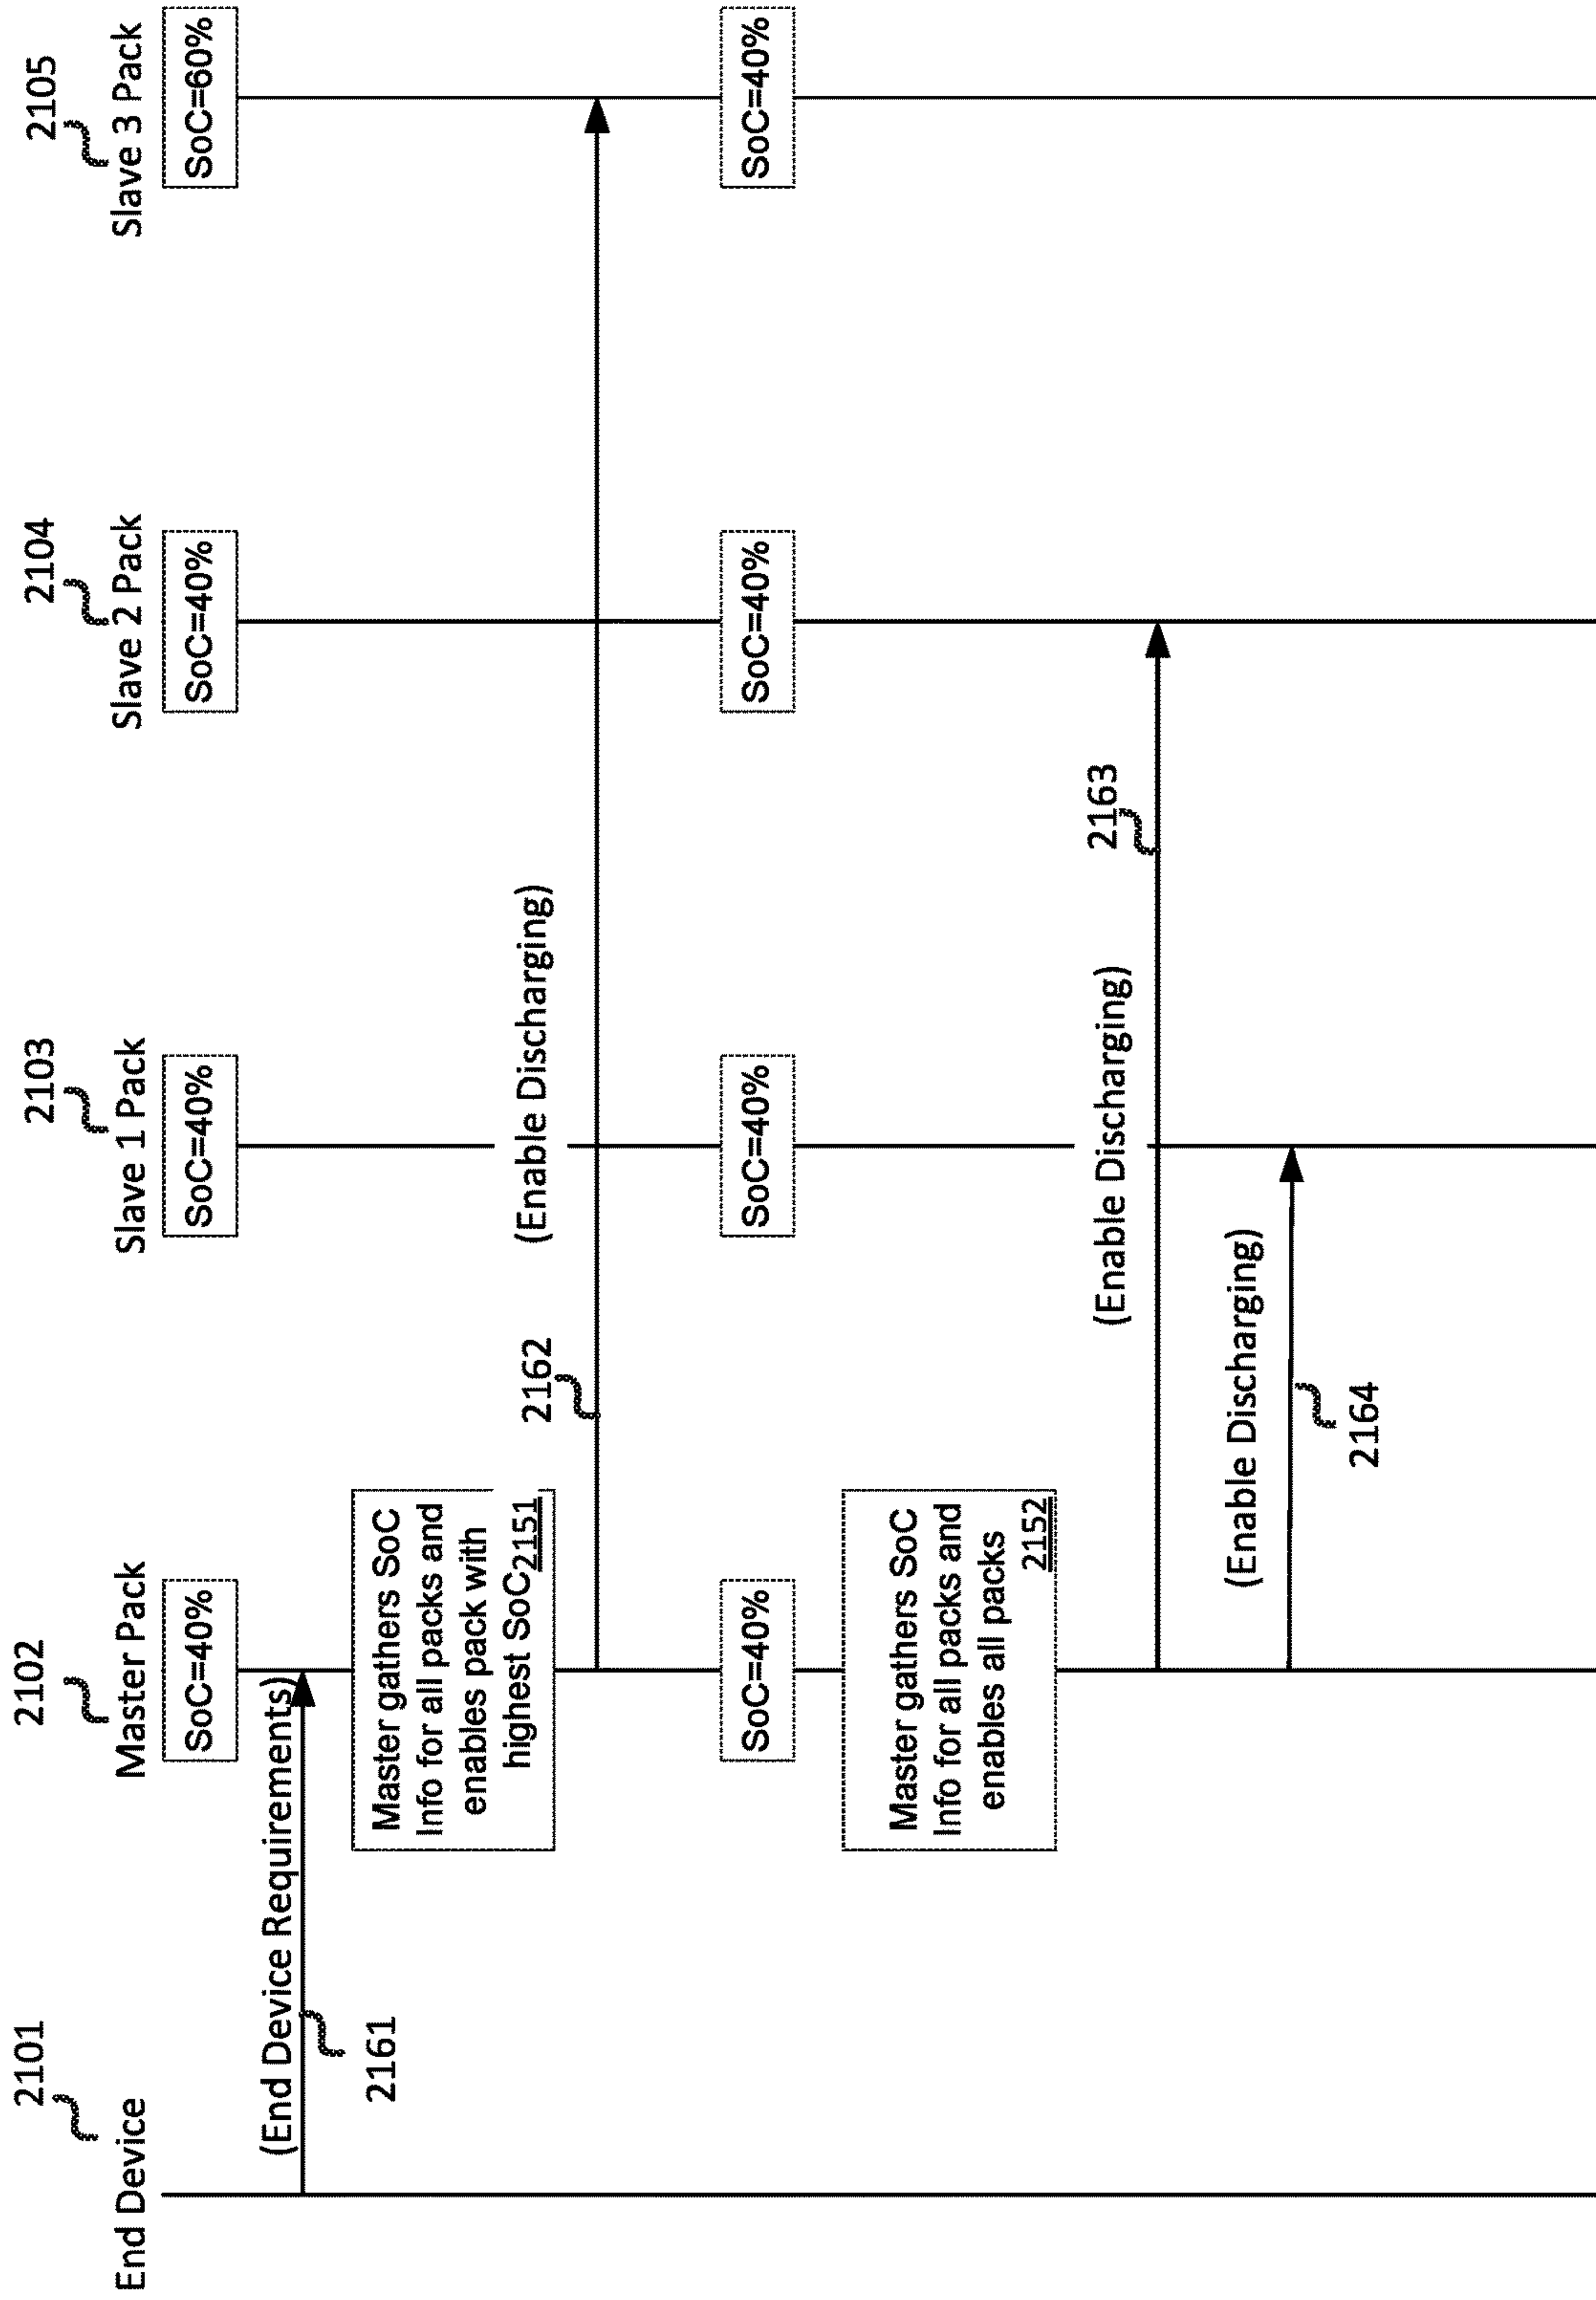 2101
2102
2103
2104
2105
End Device
Master Pack
Slave 1 Pack
Slave 2 Pack
Slave 3 Pack
SoC=40%
SoC=40%
SoC=40%
SoC=60%
(End Device Requirements)
2161
Master gathers SoC
Info for all packs and
enables pack with
highest SoC
2151
2162
(Enable Discharging)
SoC=40%
SoC=40%
SoC=40%
SoC=40%
Master gathers SoC
Info for all packs and
enables all packs
2152
(Enable Discharging)
2163
(Enable Discharging)
2164